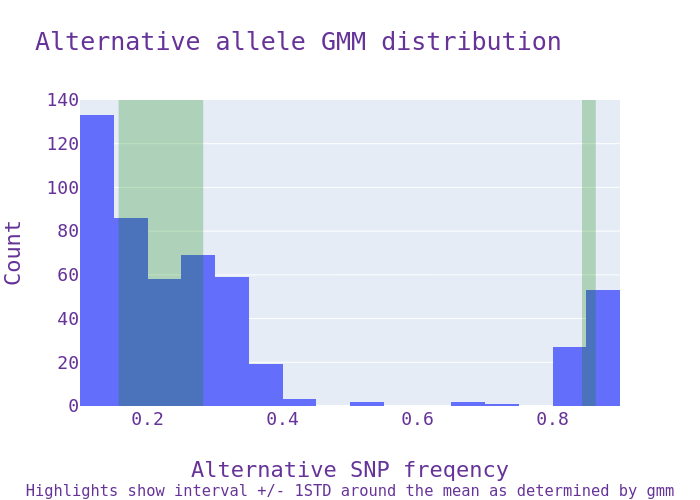 Alternative allele GMM distribution
140
120
100
80
60
40
20
0
Count
0.2 0.4 0.6 0.8
Alternative SNP freqency
Highlights show interval +/- 1STD around the mean as determined by gmm